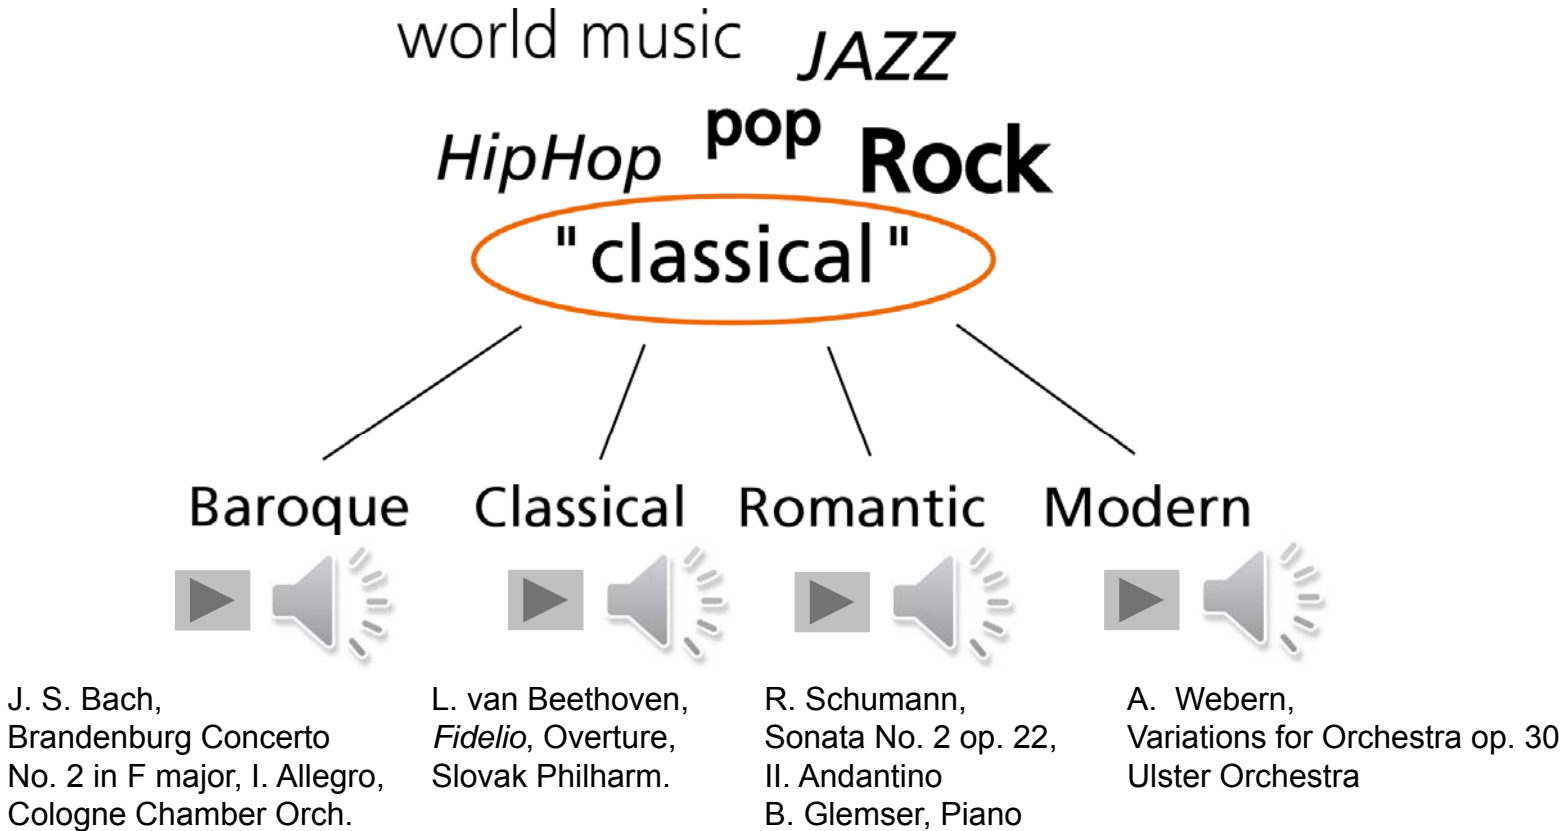 world music
JAZZ
HipHop
pop
Rock
"classical"
Baroque
Classical
Romantic
Modern
J. S. Bach,
Brandenburg Concerto
No. 2 in F major, I. Allegro,
Cologne Chamber Orch.
L. van Beethoven,
Fidelio, Overture,
Slovak Philharm.
R. Schumann,
Sonata No. 2 op. 22,
II. Andantino
B. Glemser, Piano
A. Webern,
Variations for Orchestra op. 30
Ulster Orchestra